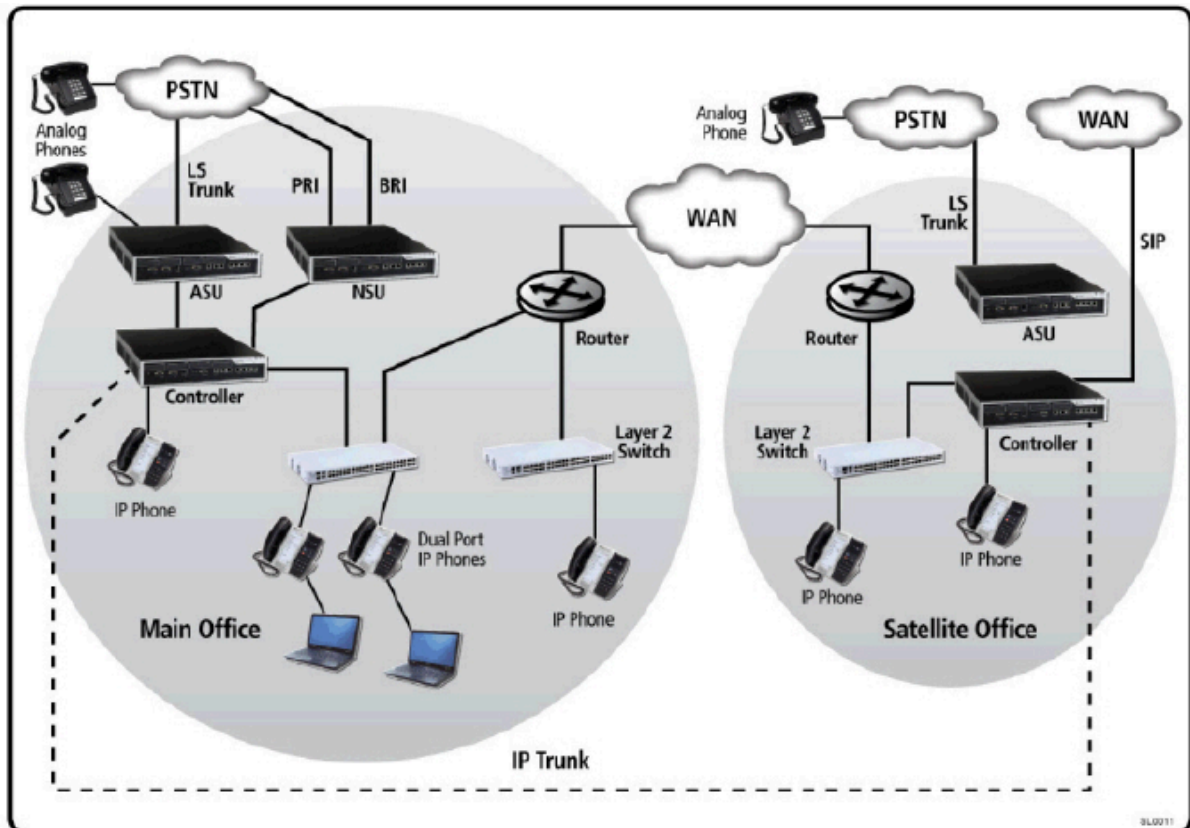 PSTN
Analog
Phones
LS
Trunk
PRI
BRI
ASU
NSU
Controller
IP Phone
Dual Port
IP Phones
Router
Layer 2
Switch
IP Phone
Main Office
WAN
Analog
Phone
PSTN
WAN
LS
Trunk
SIP
Router
ASU
Layer 2
Switch
Controller
IP Phone
IP Phone
Satellite Office
IP Trunk
SL0011